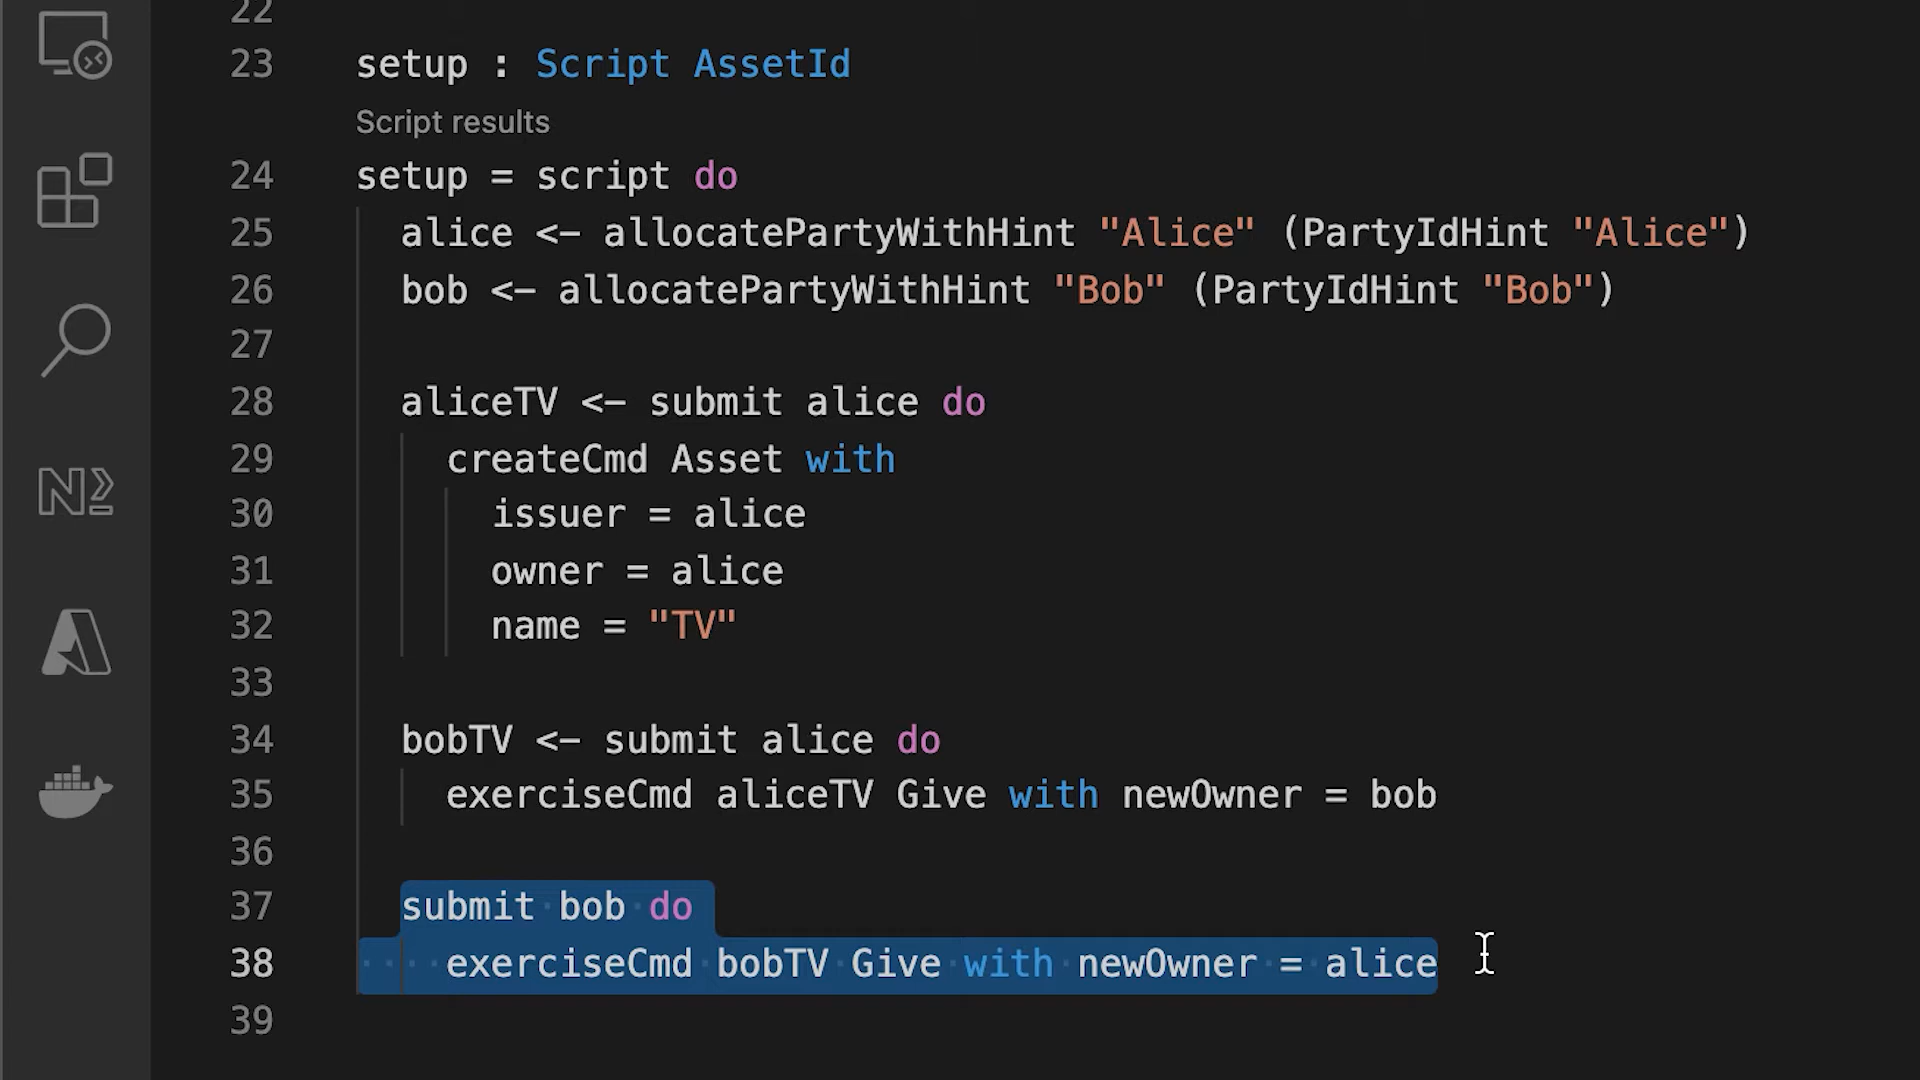 22
23 setup : Script AssetId
Script results
24 setup = script do
25 alice <- allocatePartyWithHint "Alice" (PartyIdHint "Alice")
26 bob <- allocatePartyWithHint "Bob" (PartyIdHint "Bob")
27
28 aliceTV <- submit alice do
29 createCmd Asset with
30 issuer = alice
31 owner = alice
32 name = "TV"
33
34 bobTV <- submit alice do
35 exerciseCmd aliceTV Give with newOwner = bob
36
37 submit bob do
38 exerciseCmd bobTV Give with newOwner = alice
39